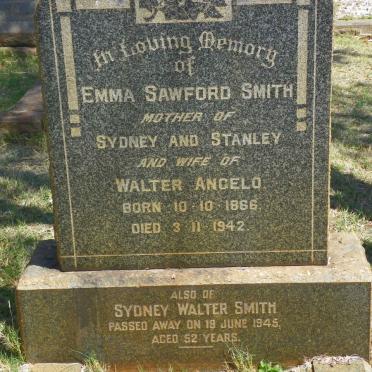 In Loving Memory
of
EMMA SAWFORD SMITH
MOTHER OF
SYDNEY AND STANLEY
AND WIFE OF
WALTER ANGELO.
BORN 10·10·1866
DIED 3·11·1942.
ALSO OF
SYDNEY WALTER SMITH
PASSED AWAY ON 19 JUNE 1945,
AGED 52 YEARS.